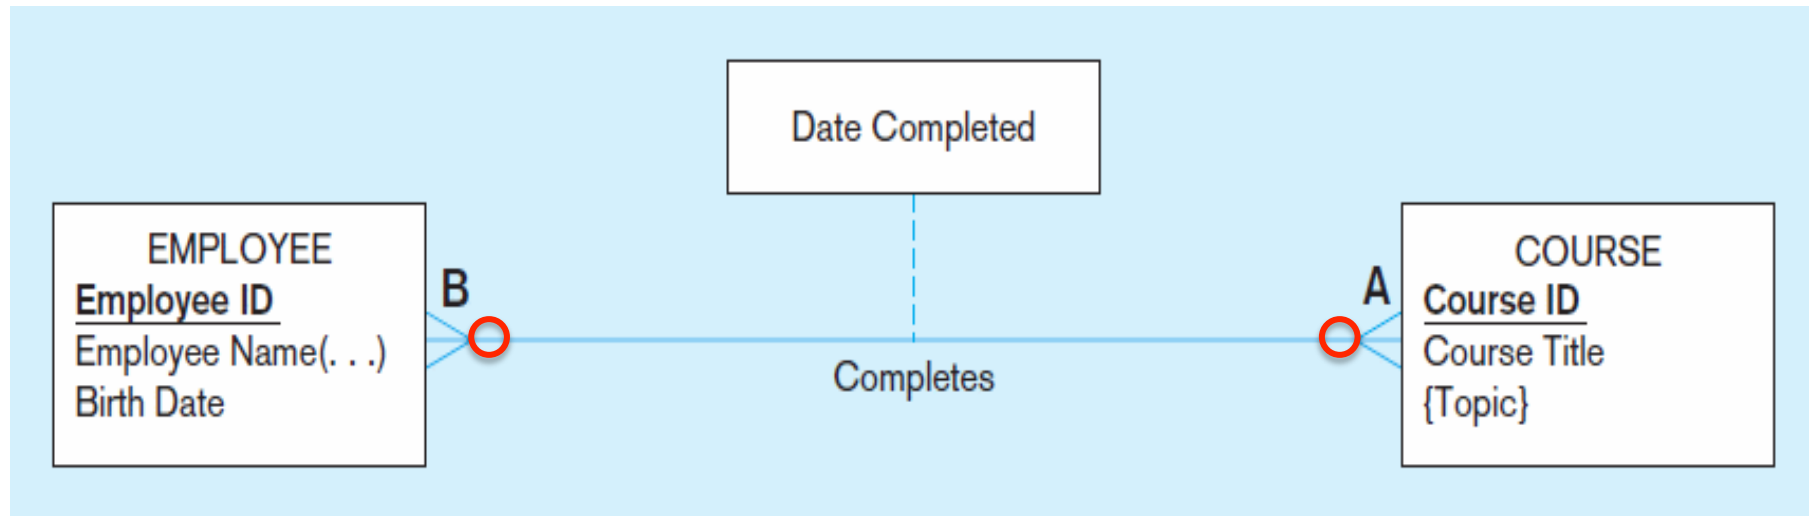 Date Completed
EMPLOYEE
Employee ID
Employee Name(. . .)
Birth Date
B
Completes
A
COURSE
Course ID
Course Title
{Topic}